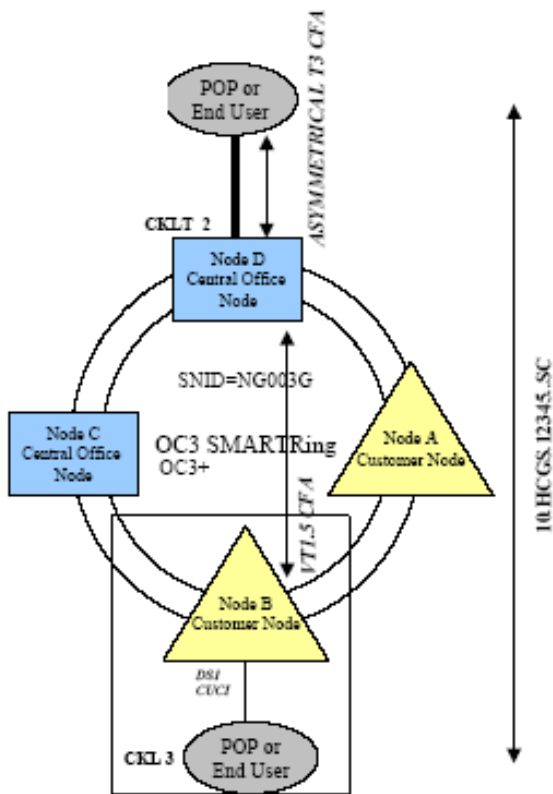 POP or
End User
ASYMMETRICAL T3 CFA
CKLT 2
Node D
Central Office
Node
SNID=NG003G
Node C
Central Office
Node
OC3 SMARTRing
OC3+
Node A
Customer Node
VT1.5 CFA
10.HCGS.12345..SC
Node B
Customer Node
DS1
CUCI
CKL 3
POP or
End User